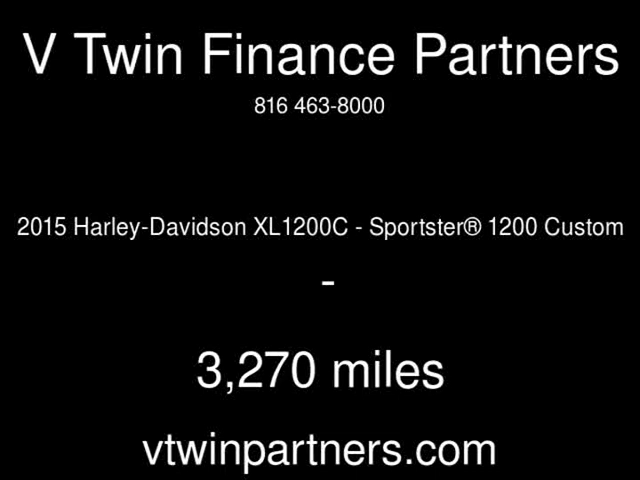 V Twin Finance Partners
816 463-8000
2015 Harley-Davidson XL1200C - Sportster® 1200 Custom
-
3,270 miles
vtwinpartners.com